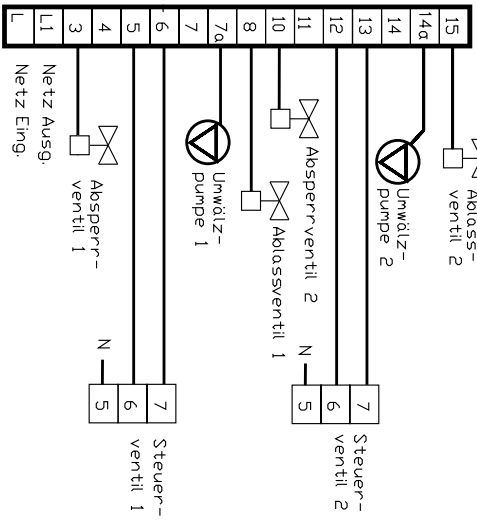 L
L1
3
4
5
6
7
7a
8
10
11
12
13
14
14a
15
Netz Eing.
Netz Ausg.
Absperr-
ventil 1
Umwälz-
pumpe 1
Ablassventil 1
Absperrventil 2
Umwälz-
pumpe 2
Ablass-
ventil 2
N
5
6
7
Steuer-
ventil 1
N
5
6
7
Steuer-
ventil 2